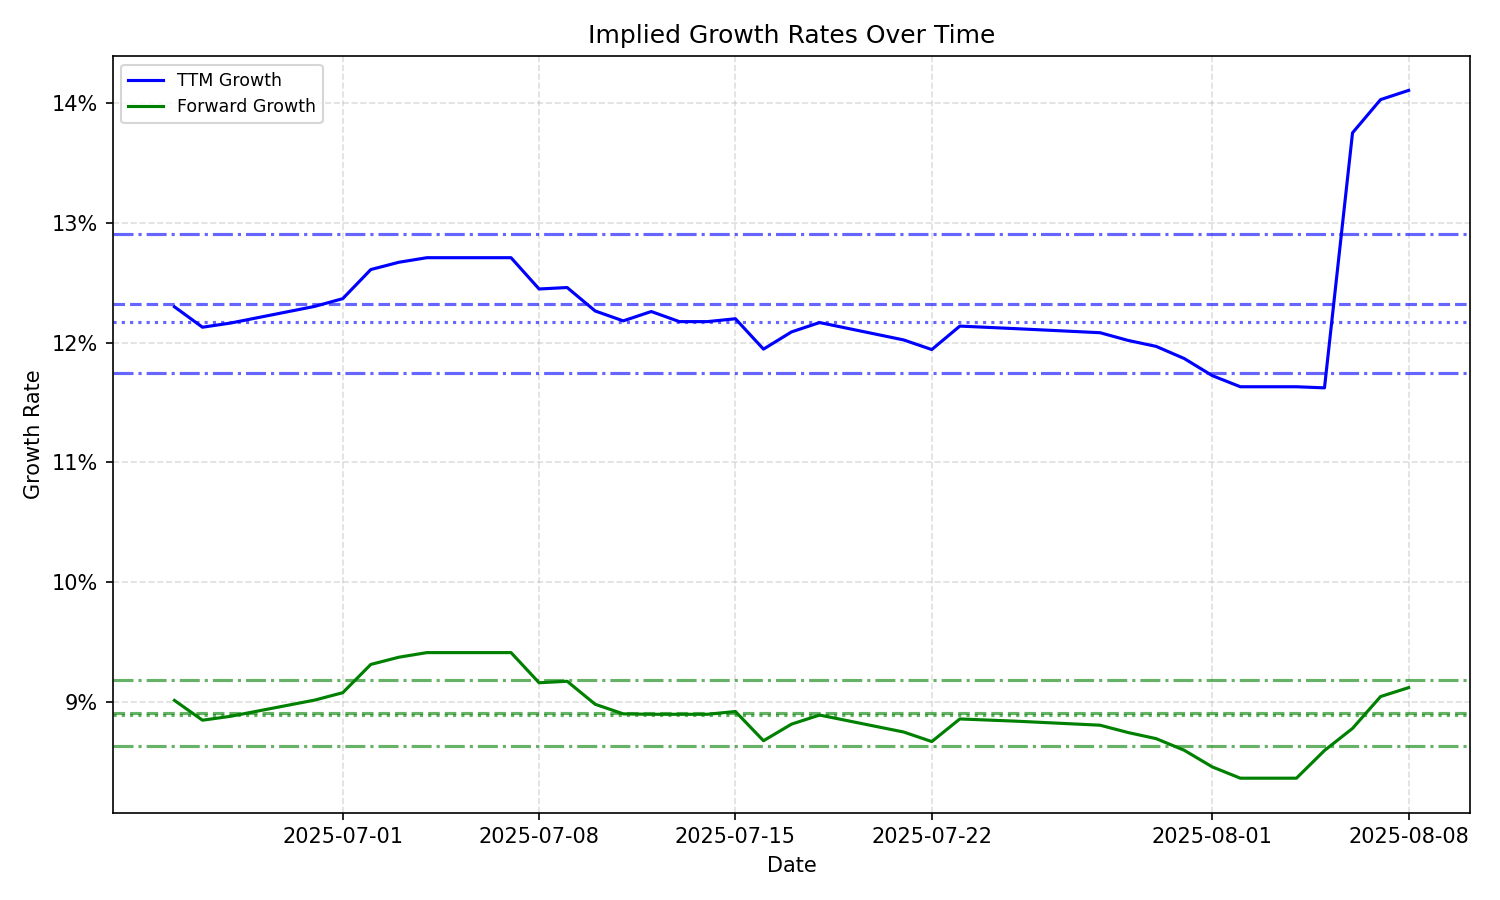 Implied Growth Rates Over Time
TTM Growth
Forward Growth
14%
13%
12%
11%
10%
9%
Growth Rate
2025-07-01
2025-07-08
2025-07-15
2025-07-22
2025-08-01
2025-08-08
Date